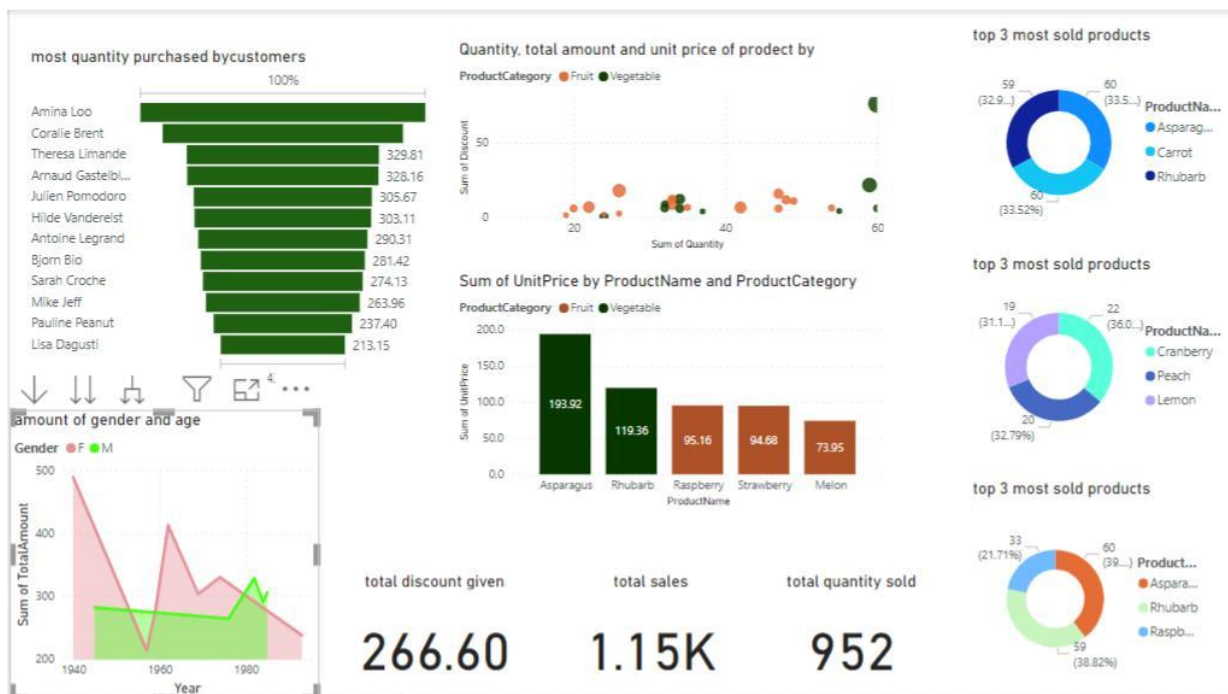 most quantity purchased bycustomers
100%
Amina Loo
Coralie Brent
Theresa Limande 329.81
Arnaud Gastelbl... 328.16
Julien Pomodoro 305.67
Hilde Vandereist 303.11
Antoine Legrand 290.31
Bjorn Bio 281.42
Sarah Croche 274.13
Mike Jeff 263.96
Pauline Peanut 237.40
Lisa Dagusti 213.15
amount of gender and age
Gender F M
Sum of TotalAmount
500
400
300
200
1940 1960 1980
Year
Quantity, total amount and unit price of prodect by
ProductCategory Fruit Vegetable
Sum of Discount
50
0
20 40 60
Sum of Quantity
Sum of UnitPrice by ProductName and ProductCategory
ProductCategory Fruit Vegetable
Sum of UnitPrice
200.0
150.0
100.0
50.0
0.0
193.92 119.36 95.16 94.68 73.95
Asparagus Rhubarb Raspberry Strawberry Melon
ProductName
total discount given
266.60
total sales
1.15K
total quantity sold
952
top 3 most sold products
59
(32.9...)
60
(33.5...)
60
(33.52%)
ProductNa...
Asparag...
Carrot
Rhubarb
top 3 most sold products
19
(31.1...)
22
(36.0...)
20
(32.79%)
ProductNa...
Cranberry
Peach
Lemon
top 3 most sold products
33
(21.71%)
60
(39....)
59
(38.82%)
Product...
Aspara...
Rhubarb
Raspb...